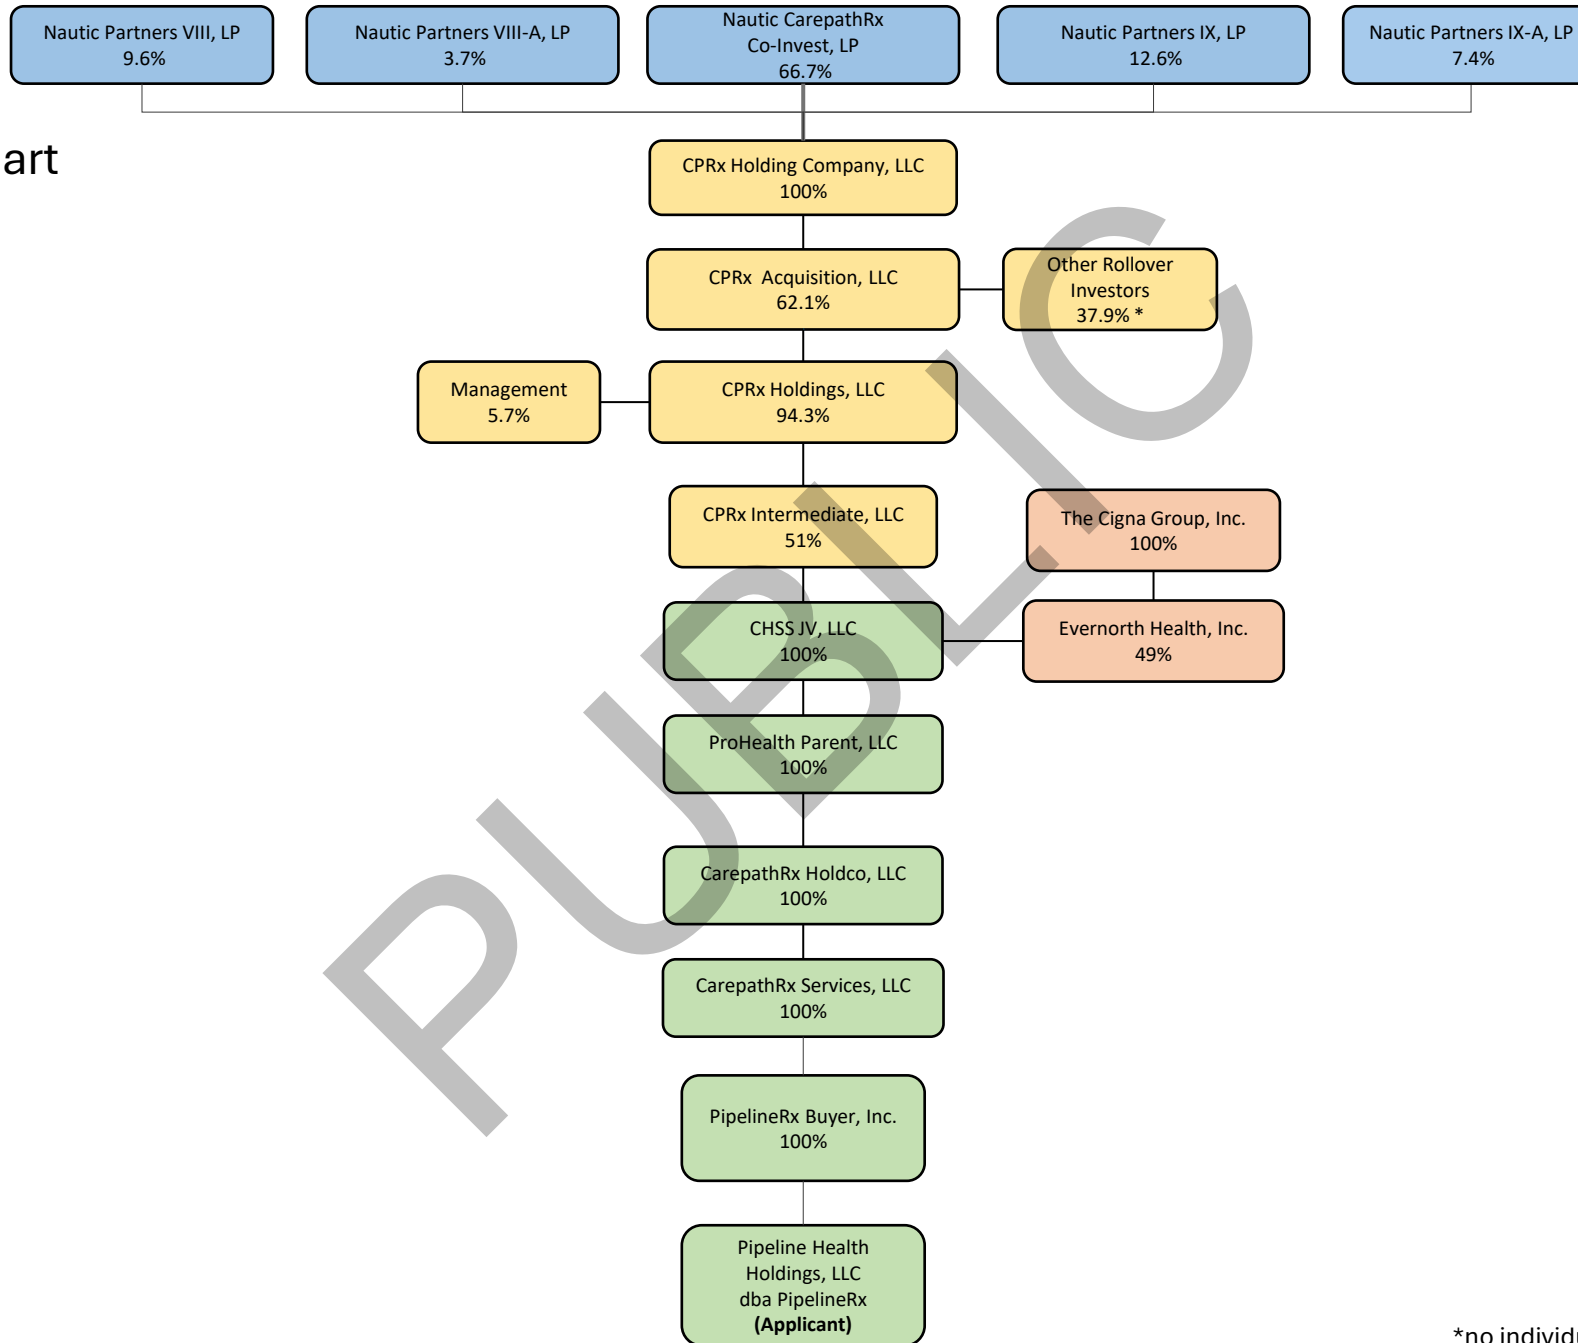 Nautic Partners VIII, LP
9.6%
Nautic Partners VIII-A, LP
3.7%
Nautic CarepathRx
Co-Invest, LP
66.7%
Nautic Partners IX, LP
12.6%
Nautic Partners IX-A, LP
7.4%
art
CPRx Holding Company, LLC
100%
CPRx Acquisition, LLC
62.1%
Other Rollover
Investors
37.9% *
Management
5.7%
CPRx Holdings, LLC
94.3%
CPRx Intermediate, LLC
51%
The Cigna Group, Inc.
100%
CHSS JV, LLC
100%
Evernorth Health, Inc.
49%
ProHealth Parent, LLC
100%
CarepathRx Holdco, LLC
100%
CarepathRx Services, LLC
100%
PipelineRx Buyer, Inc.
100%
Pipeline Health
Holdings, LLC
dba PipelineRx
(Applicant)
*no individ
PUBLIC